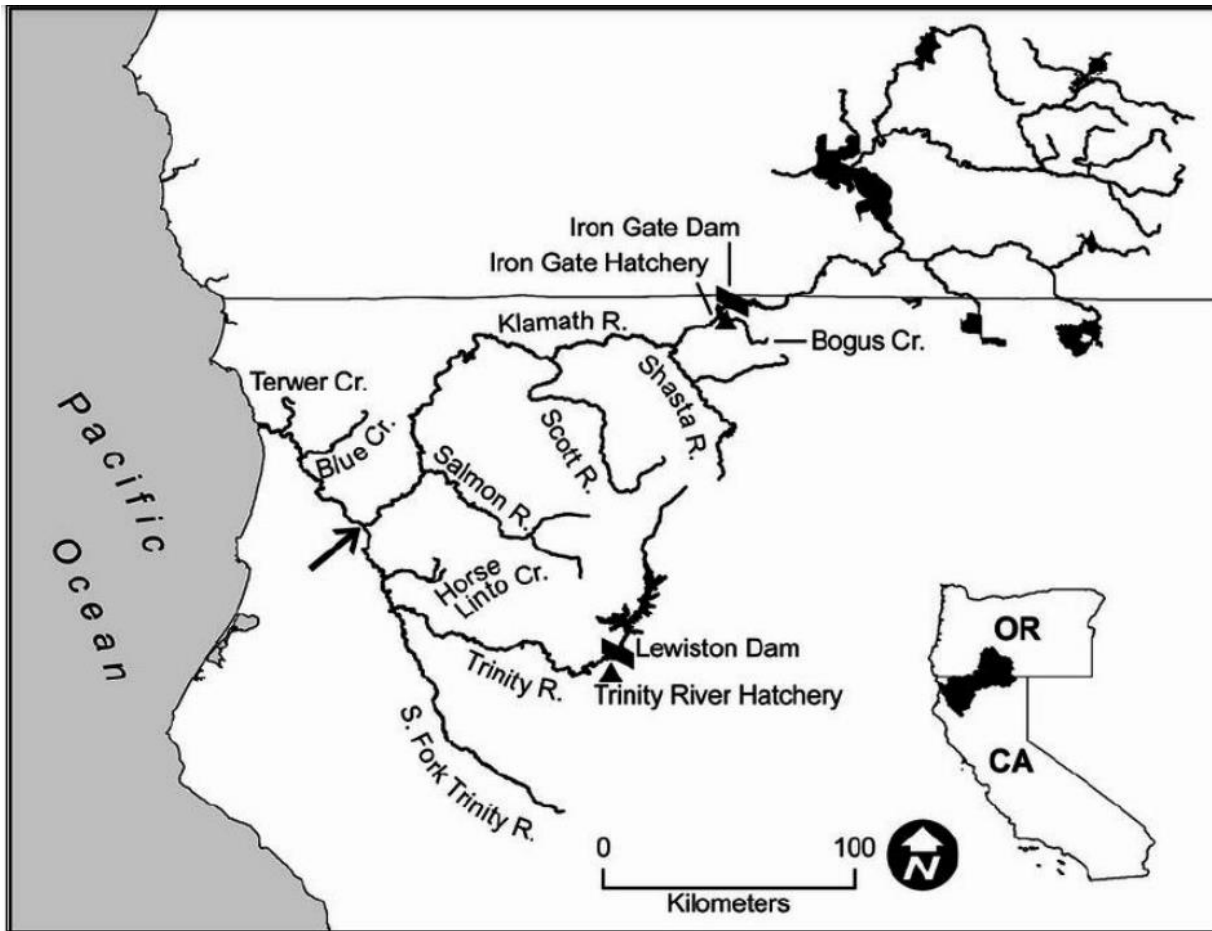 Iron Gate Dam
Iron Gate Hatchery
Klamath R.
Bogus Cr.
Terwer Cr.
Shasta R.
Blue Cr.
Scott R.
Salmon R.
Pacific
Ocean
Horse
Linto Cr.
Trinity R.
Lewiston Dam
Trinity River Hatchery
S. Fork Trinity R.
OR
CA
0 100
Kilometers
N